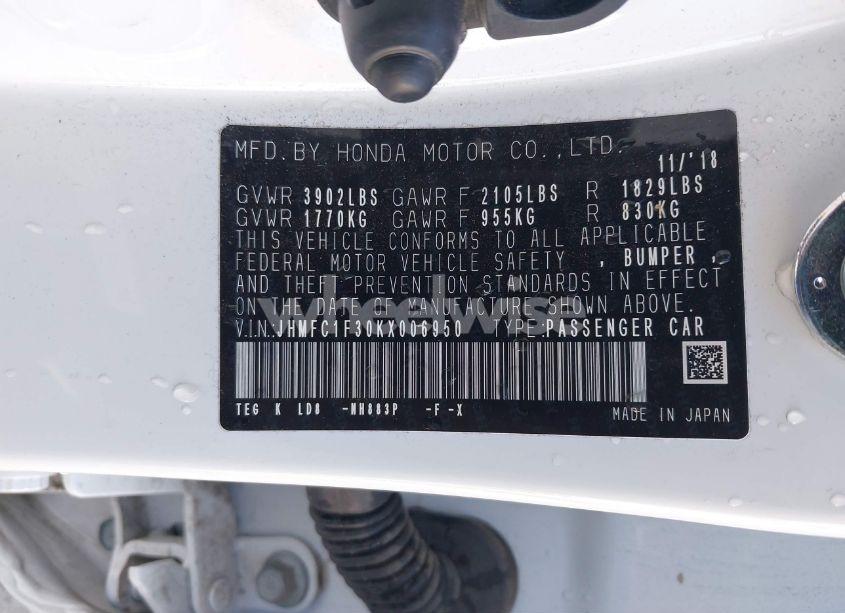 MFD.BY HONDA MOTOR CO.,LTD. 11/'18
GVWR 3902LBS GAWR F 2105LBS R 1829LBS
GVWR 1770KG GAWR F 955KG R 830KG
THIS VEHICLE CONFORMS TO ALL APPLICABLE
FEDERAL MOTOR VEHICLE SAFETY , BUMPER ,
AND THEFT PREVENTION STANDARDS IN EFFECT
ON THE DATE OF MANUFACTURE SHOWN ABOVE.
wheelwise
V.I.N.:JHMFC1F30KX006950 TYPE:PASSENGER CAR
TEG K LD8 -NH883P -F-X MADE IN JAPAN